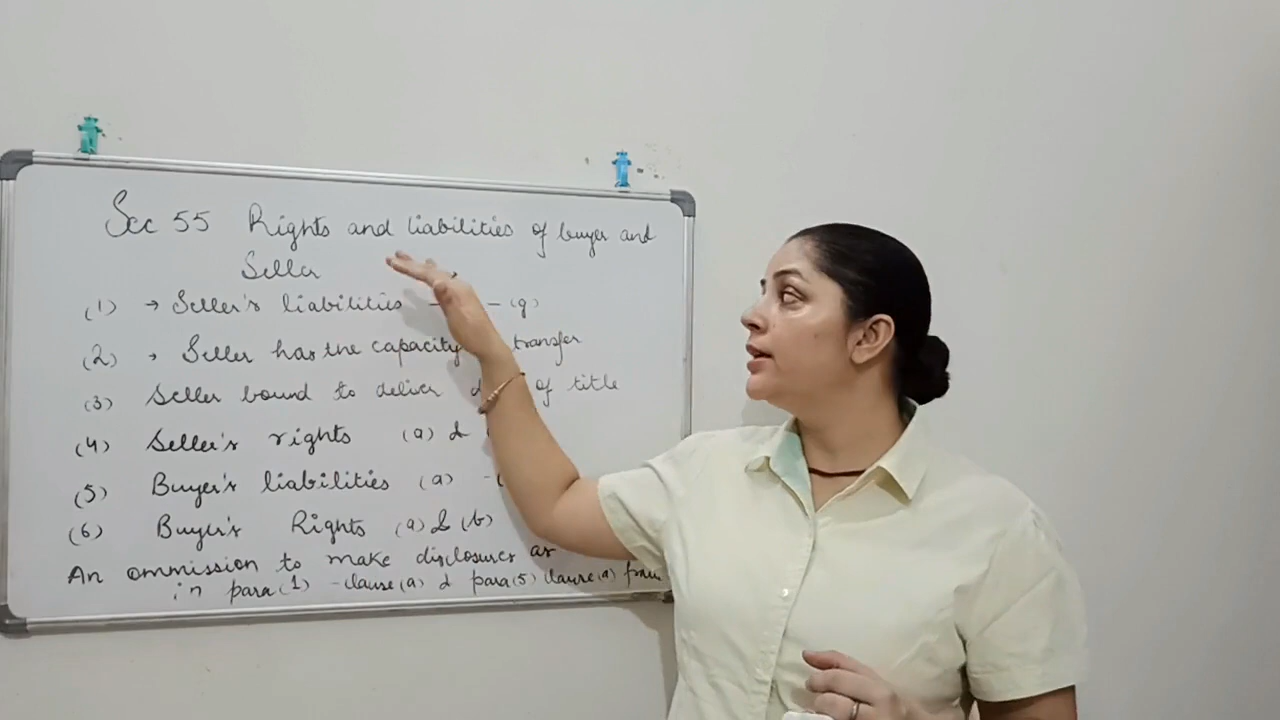 Sec 55 Rights and liabilities of buyer and
Seller
(1) → Seller's liabilities - - (g)
(2) → Seller has the capacity transfer
(3) Seller bound to deliver of title
(4) Seller's rights (a) &
(5) Buyer's liabilities (a) -
(6) Buyer's Rights (a) & (b)
An ommission to make disclosures as
in para (1) - clause (a) & para (5) clause (a)